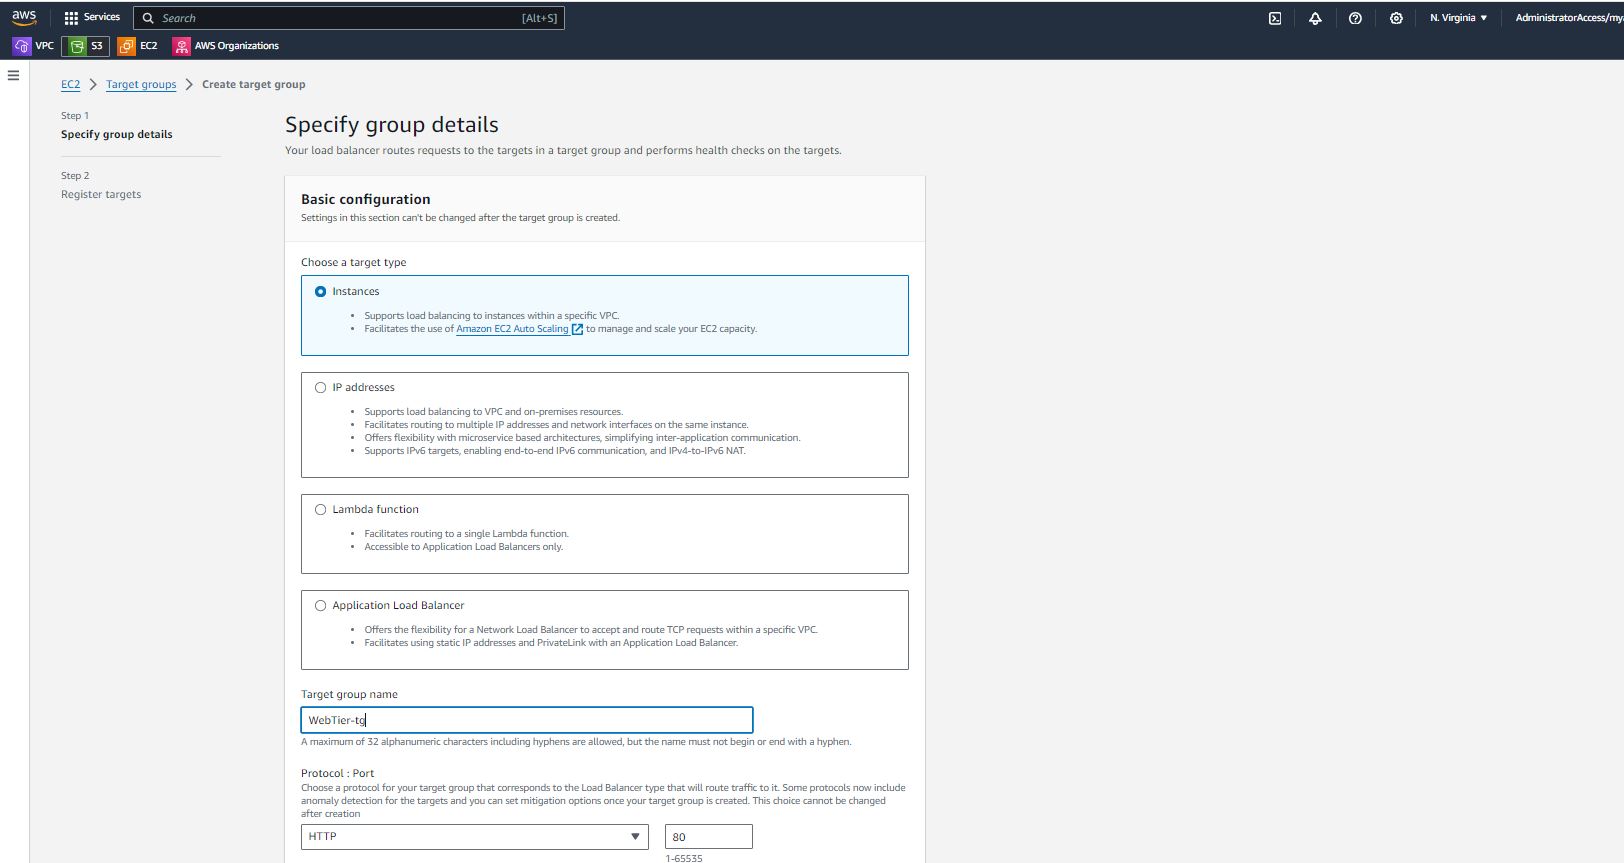 aws
Services
Search
[Alt+S]
N. Virginia
AdministratorAccess/my
VPC
S3
EC2
AWS Organizations
EC2
Target groups
Create target group
Step 1
Specify group details
Step 2
Register targets
Specify group details
Your load balancer routes requests to the targets in a target group and performs health checks on the targets.
Basic configuration
Settings in this section can't be changed after the target group is created.
Choose a target type
Instances
• Supports load balancing to instances within a specific VPC.
• Facilitates the use of Amazon EC2 Auto Scaling to manage and scale your EC2 capacity.
IP addresses
• Supports load balancing to VPC and on-premises resources.
• Facilitates routing to multiple IP addresses and network interfaces on the same instance.
• Offers flexibility with microservice based architectures, simplifying inter-application communication.
• Supports IPv6 targets, enabling end-to-end IPv6 communication, and IPv4-to-IPv6 NAT.
Lambda function
• Facilitates routing to a single Lambda function.
• Accessible to Application Load Balancers only.
Application Load Balancer
• Offers the flexibility for a Network Load Balancer to accept and route TCP requests within a specific VPC.
• Facilitates using static IP addresses and PrivateLink with an Application Load Balancer.
Target group name
WebTier-tg
A maximum of 32 alphanumeric characters including hyphens are allowed, but the name must not begin or end with a hyphen.
Protocol : Port
Choose a protocol for your target group that corresponds to the Load Balancer type that will route traffic to it. Some protocols now include
anomaly detection for the targets and you can set mitigation options once your target group is created. This choice cannot be changed
after creation
HTTP
80
1-65535